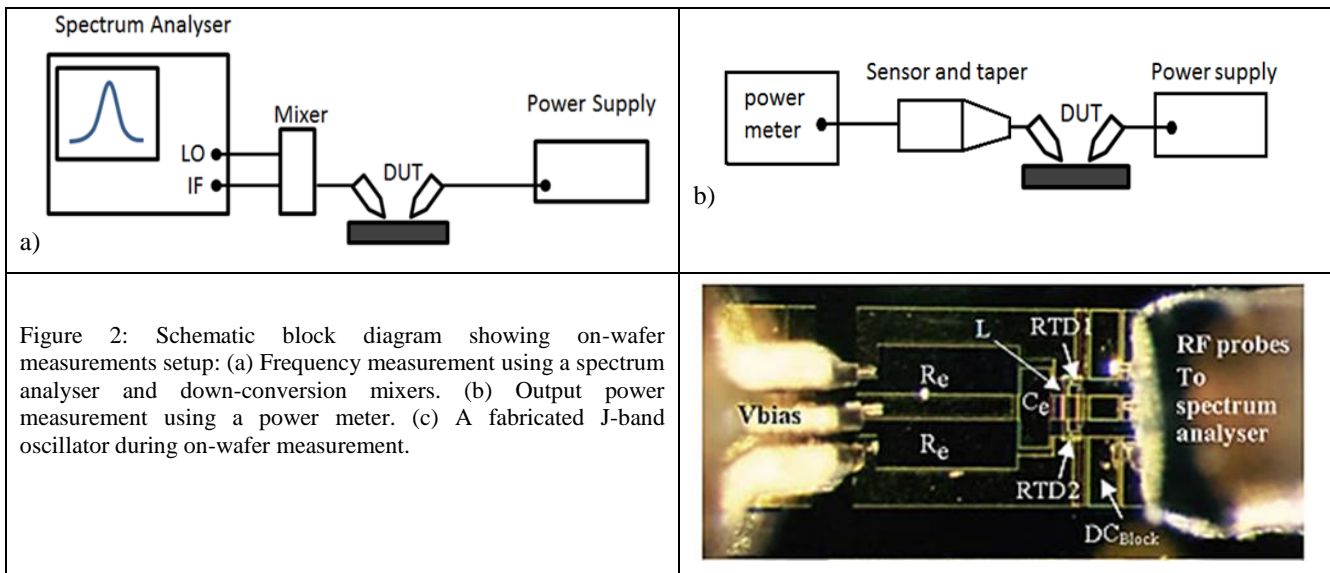 Spectrum Analyser
Mixer
Power Supply
LO
IF
DUT
a)
Sensor and taper
Power supply
power
meter
DUT
b)
Figure 2: Schematic block diagram showing on-wafer
measurements setup: (a) Frequency measurement using a spectrum
analyser and down-conversion mixers. (b) Output power
measurement using a power meter. (c) A fabricated J-band
oscillator during on-wafer measurement.
L
RTD1
RF probes
To
spectrum
analyser
Re
Ce
Vbias
Re
RTD2
DCBlock